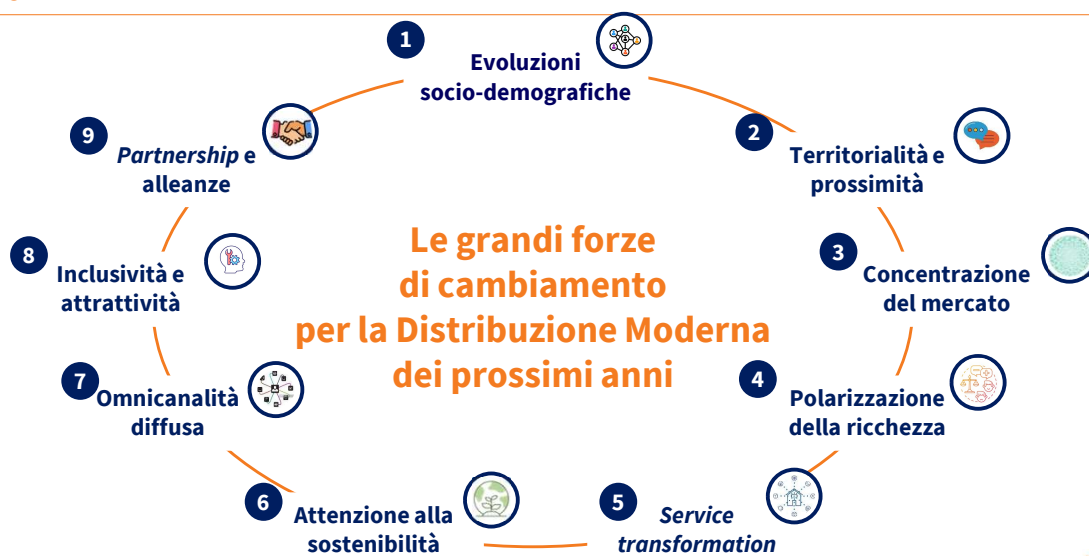 1
Evoluzioni
socio-demografiche
2
Territorialità e
prossimità
3
Concentrazione
del mercato
4
Polarizzazione
della ricchezza
5
Service
transformation
6
Attenzione alla
sostenibilità
7
Omnicanalità
diffusa
8
Inclusività e
attrattività
9
Partnership e
alleanze
Le grandi forze
di cambiamento
per la Distribuzione Moderna
dei prossimi anni